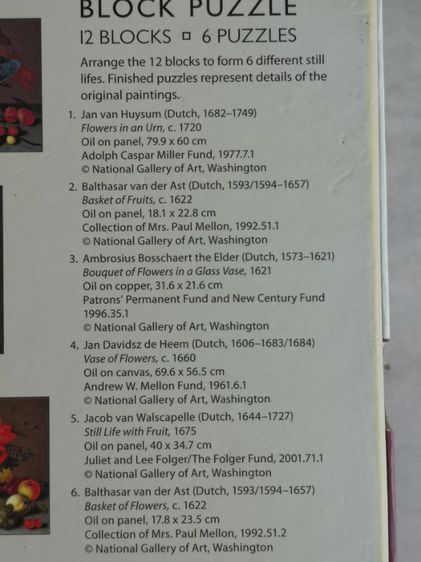 BLOCK PUZZLE
12 BLOCKS ◘ 6 PUZZLES
Arrange the 12 blocks to form 6 different still
lifes. Finished puzzles represent details of the
original paintings.
1. Jan van Huysum (Dutch, 1682–1749)
Flowers in an Urn, c. 1720
Oil on panel, 79.9 x 60 cm
Adolph Caspar Miller Fund, 1977.7.1
© National Gallery of Art, Washington
2. Balthasar van der Ast (Dutch, 1593/1594–1657)
Basket of Fruits, c. 1622
Oil on panel, 18.1 x 22.8 cm
Collection of Mrs. Paul Mellon, 1992.51.1
© National Gallery of Art, Washington
3. Ambrosius Bosschaert the Elder (Dutch, 1573–1621)
Bouquet of Flowers in a Glass Vase, 1621
Oil on copper, 31.6 x 21.6 cm
Patrons' Permanent Fund and New Century Fund
1996.35.1
© National Gallery of Art, Washington
4. Jan Davidsz de Heem (Dutch, 1606–1683/1684)
Vase of Flowers, c. 1660
Oil on canvas, 69.6 x 56.5 cm
Andrew W. Mellon Fund, 1961.6.1
© National Gallery of Art, Washington
5. Jacob van Walscapelle (Dutch, 1644–1727)
Still Life with Fruit, 1675
Oil on panel, 40 x 34.7 cm
Juliet and Lee Folger/The Folger Fund, 2001.71.1
© National Gallery of Art, Washington
6. Balthasar van der Ast (Dutch, 1593/1594–1657)
Basket of Flowers, c. 1622
Oil on panel, 17.8 x 23.5 cm
Collection of Mrs. Paul Mellon, 1992.51.2
© National Gallery of Art, Washington